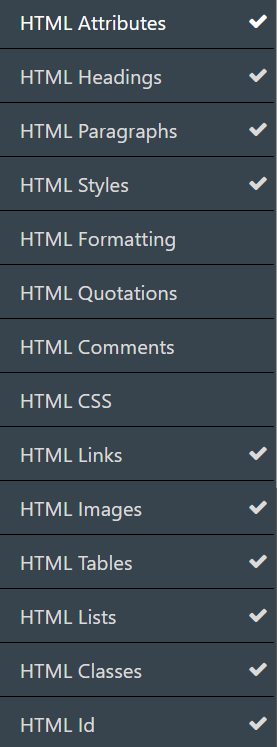 HTML Attributes
HTML Headings
HTML Paragraphs
HTML Styles
HTML Formatting
HTML Quotations
HTML Comments
HTML CSS
HTML Links
HTML Images
HTML Tables
HTML Lists
HTML Classes
HTML Id